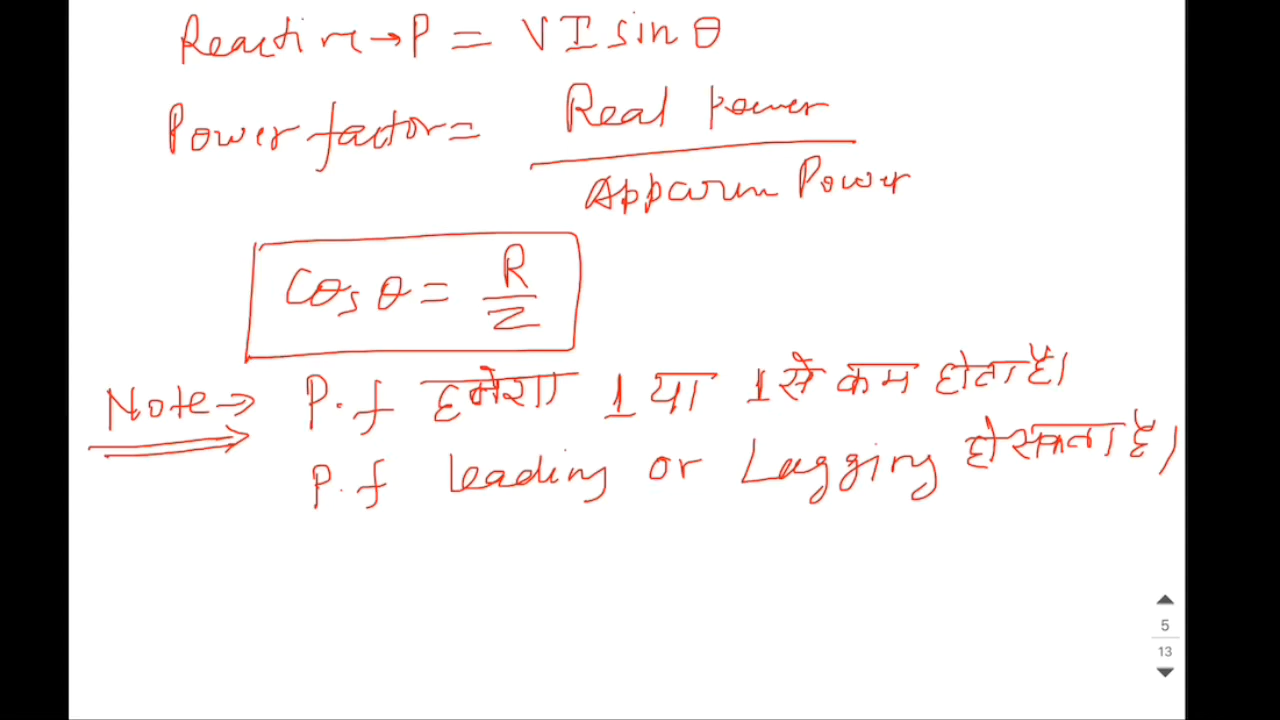 Reactive→P = VI sin θ
Power factor = Real power
Apparen Power
Cos θ = R
Z
Note→ P.f हमेशा 1 या 1 से कम होता है।
P.f leading or Lagging हो सकता है।
5
13